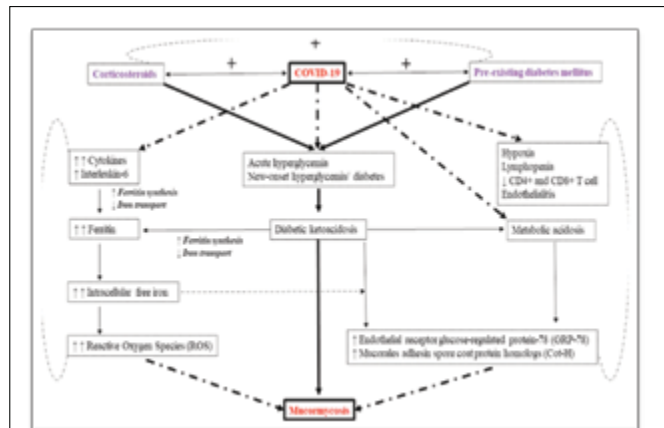 +
Corticosteroids + COVID-19 + Pre-existing diabetes mellitus
↑↑ Cytokines
↑ Interleukin-6
Acute hyperglycemia
New-onset hyperglycemia/ diabetes
Hypoxia
Lymphopenia
↓ CD4+ and CD8+ T cell
Endothelialitis
↑ Ferritin synthesis
↓ Iron transport
↑↑ Ferritin
↑ Ferritin synthesis
↓ Iron transport
Diabetic ketoacidosis
Metabolic acidosis
↑↑ Intracellular free iron
↑↑ Reactive Oxygen Species (ROS)
↑ Endothelial receptor glucose-regulated protein-78 (GRP-78)
↑ Mucorales adhesin spore coat protein homologs (Cot-H)
Mucormycosis